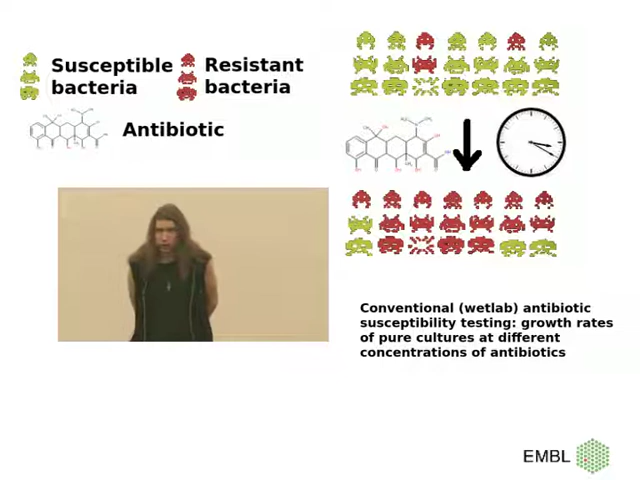 Susceptible
bacteria
Resistant
bacteria
Antibiotic
Conventional (wetlab) antibiotic
susceptibility testing: growth rates
of pure cultures at different
concentrations of antibiotics
EMBL